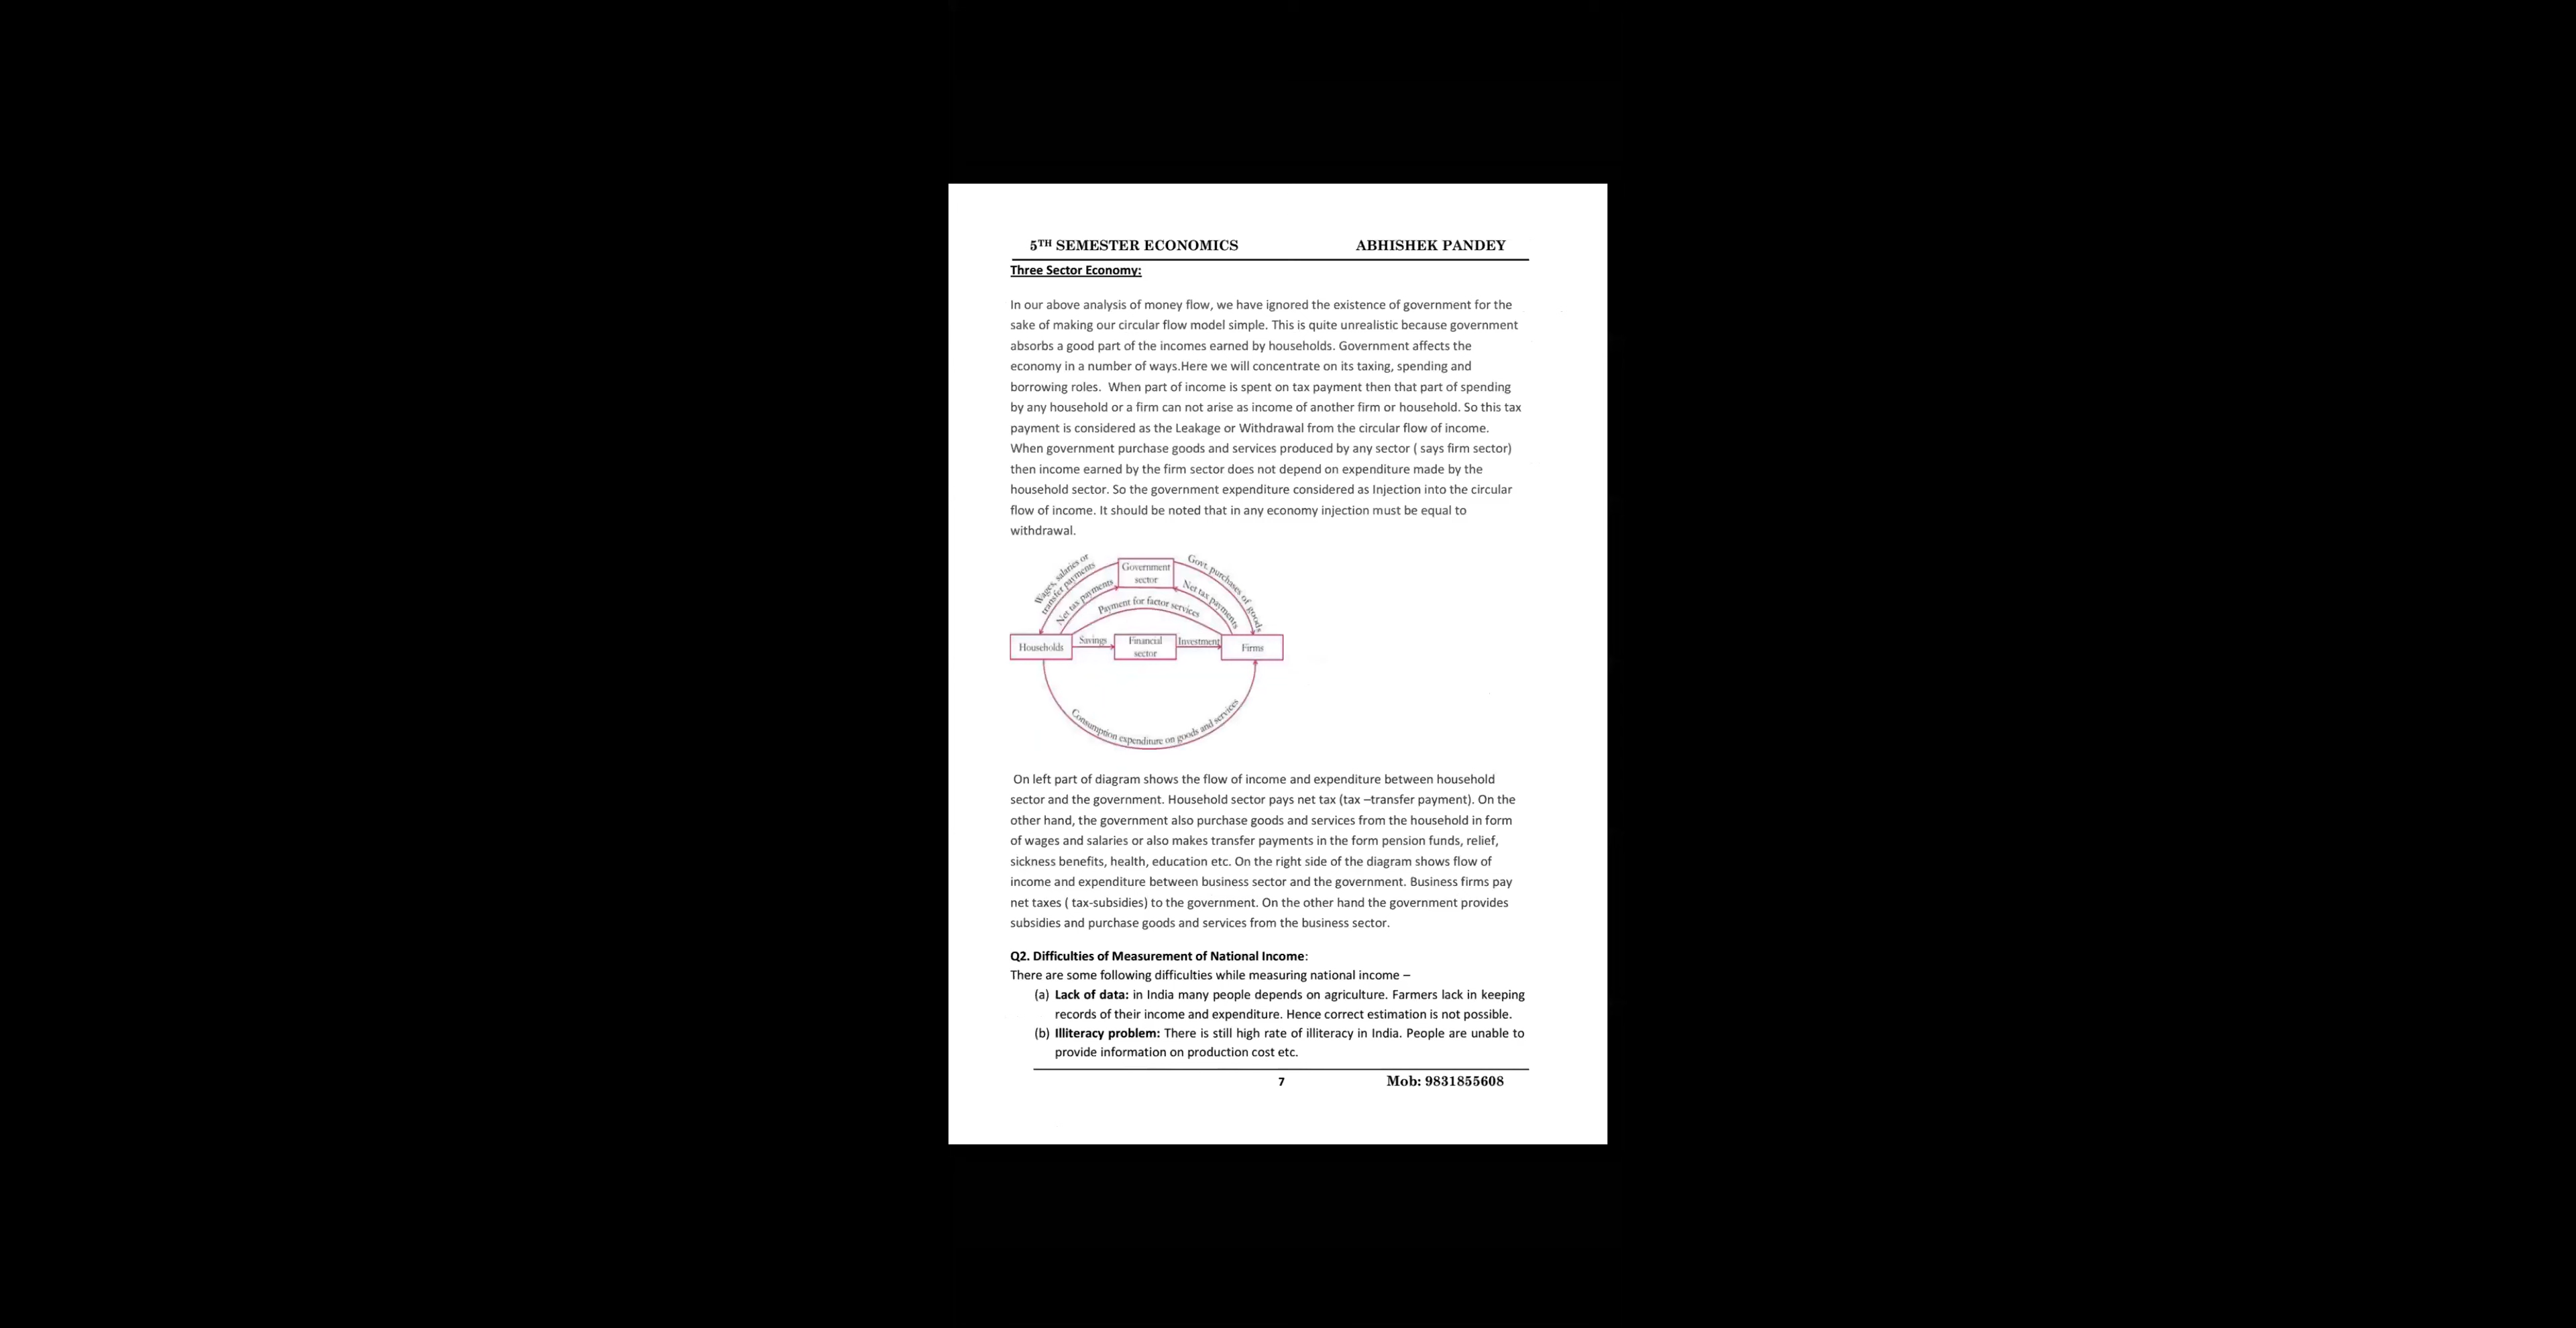 5TH SEMESTER ECONOMICS ABHISHEK PANDEY
Three Sector Economy:
In our above analysis of money flow, we have ignored the existence of government for the
sake of making our circular flow model simple. This is quite unrealistic because government
absorbs a good part of the incomes earned by households. Government affects the
economy in a number of ways.Here we will concentrate on its taxing, spending and
borrowing roles.  When part of income is spent on tax payment then that part of spending
by any household or a firm can not arise as income of another firm or household. So this tax
payment is considered as the Leakage or Withdrawal from the circular flow of income.
When government purchase goods and services produced by any sector ( says firm sector)
then income earned by the firm sector does not depend on expenditure made by the
household sector. So the government expenditure considered as Injection into the circular
flow of income. It should be noted that in any economy injection must be equal to
withdrawal.
Wages, salaries or
transfer payments
Net tax payments
Government
sector
Govt. purchases of goods
Net tax payments
Payment for factor services
Households
Savings
Financial
sector
Investment
Firms
Consumption expenditure on goods and services
On left part of diagram shows the flow of income and expenditure between household
sector and the government. Household sector pays net tax (tax –transfer payment). On the
other hand, the government also purchase goods and services from the household in form
of wages and salaries or also makes transfer payments in the form pension funds, relief,
sickness benefits, health, education etc. On the right side of the diagram shows flow of
income and expenditure between business sector and the government. Business firms pay
net taxes ( tax-subsidies) to the government. On the other hand the government provides
subsidies and purchase goods and services from the business sector.
Q2. Difficulties of Measurement of National Income:
There are some following difficulties while measuring national income –
(a) Lack of data: in India many people depends on agriculture. Farmers lack in keeping
records of their income and expenditure. Hence correct estimation is not possible.
(b) Illiteracy problem: There is still high rate of illiteracy in India. People are unable to
provide information on production cost etc.
7 Mob: 9831855608